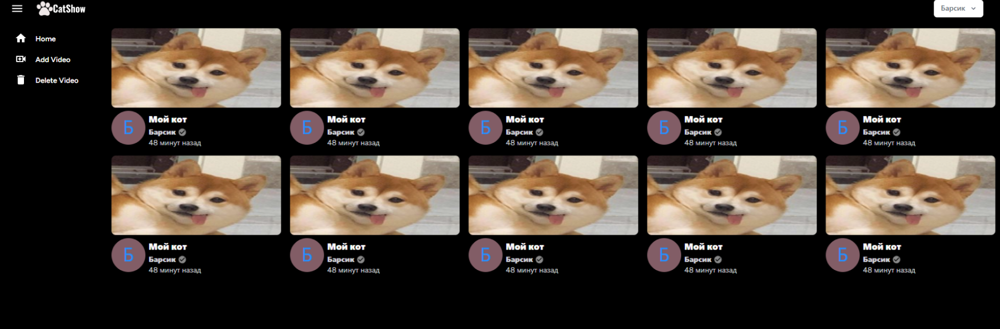 CatShow
Барсик
Home
Add Video
Delete Video
Б
Мой кот
Барсик
48 минут назад
Б
Мой кот
Барсик
48 минут назад
Б
Мой кот
Барсик
48 минут назад
Б
Мой кот
Барсик
48 минут назад
Б
Мой кот
Барсик
48 минут назад
Б
Мой кот
Барсик
48 минут назад
Б
Мой кот
Барсик
48 минут назад
Б
Мой кот
Барсик
48 минут назад
Б
Мой кот
Барсик
48 минут назад
Б
Мой кот
Барсик
48 минут назад